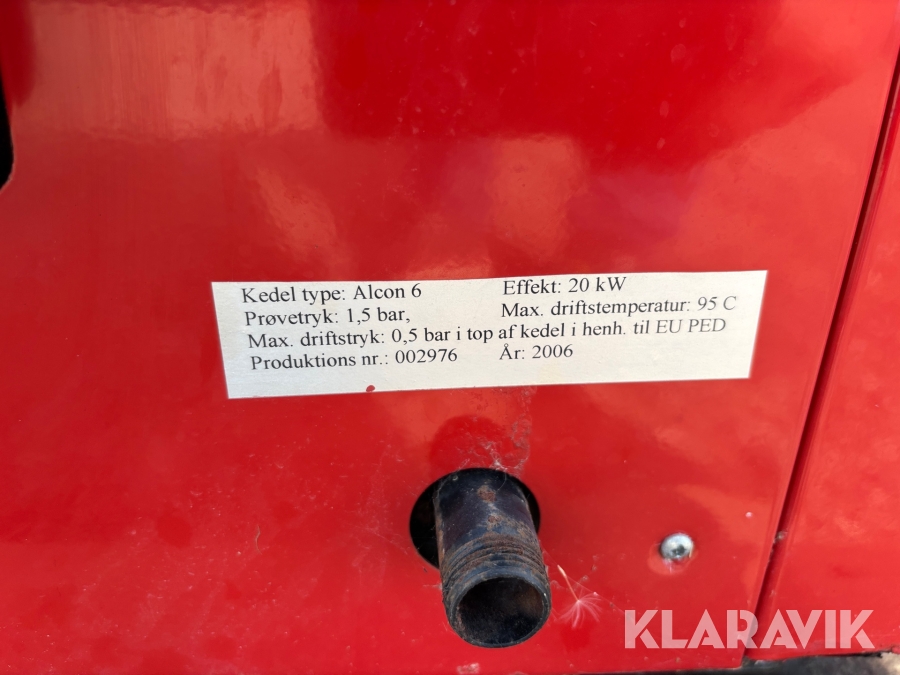 Kedel type: Alcon 6 Effekt: 20 kW
Prøvetryk: 1,5 bar, Max. driftstemperatur: 95 C
Max. driftstryk: 0,5 bar i top af kedel i henh. til EU PED
Produktions nr.: 002976 År: 2006
KLARAVIK